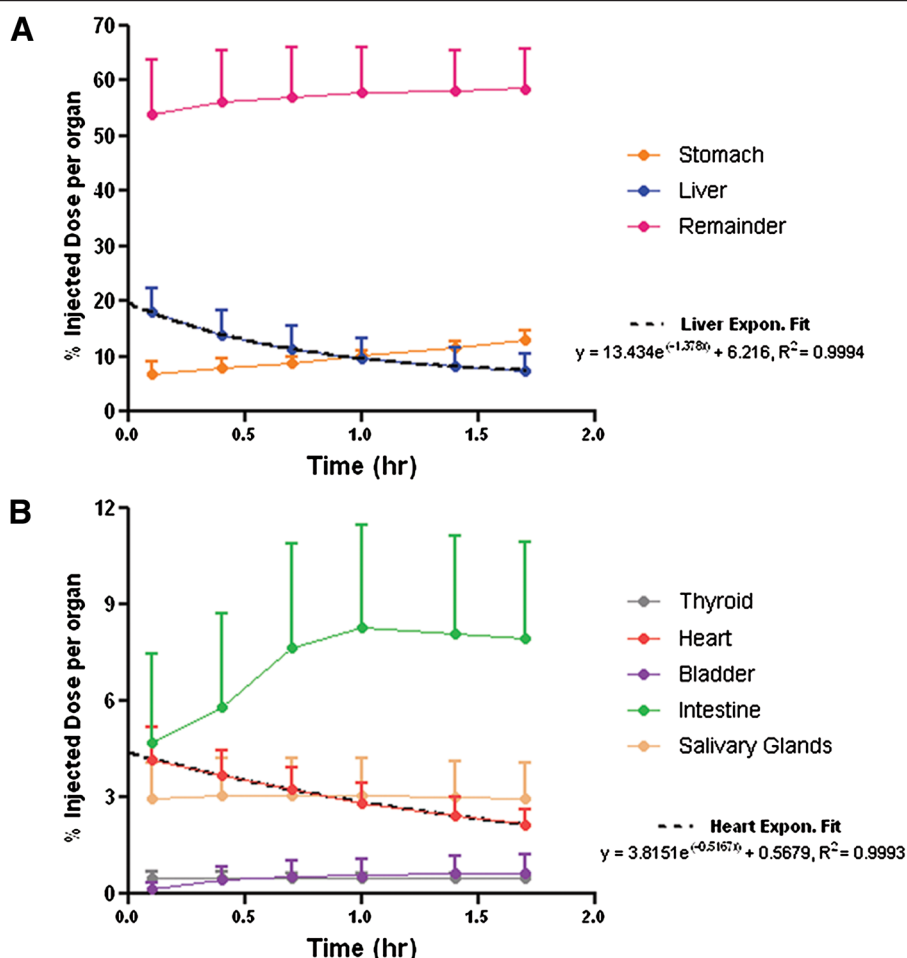 A
70
60
50
40
30
20
10
0
% Injected Dose per organ
0.0 0.5 1.0 1.5 2.0
Time (hr)
Stomach
Liver
Remainder
Liver Expon. Fit
y = 13.434e^(-1.378x) + 6.216, R² = 0.9994
B
12
9
6
3
0
% Injected Dose per organ
0.0 0.5 1.0 1.5 2.0
Time (hr)
Thyroid
Heart
Bladder
Intestine
Salivary Glands
Heart Expon. Fit
y = 3.8151e^(-0.5167x) + 0.5679, R² = 0.9993